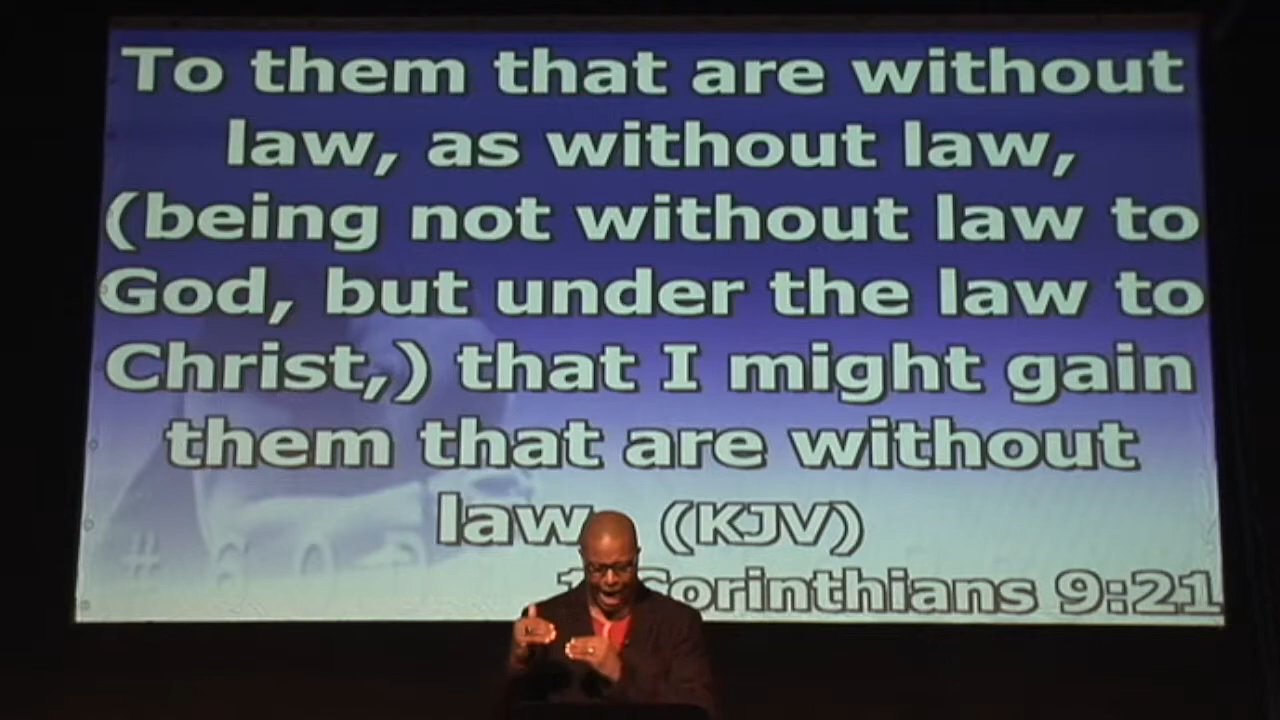 To them that are without
law, as without law,
(being not without law to
God, but under the law to
Christ,) that I might gain
them that are without
law (KJV)
1 Corinthians 9:21